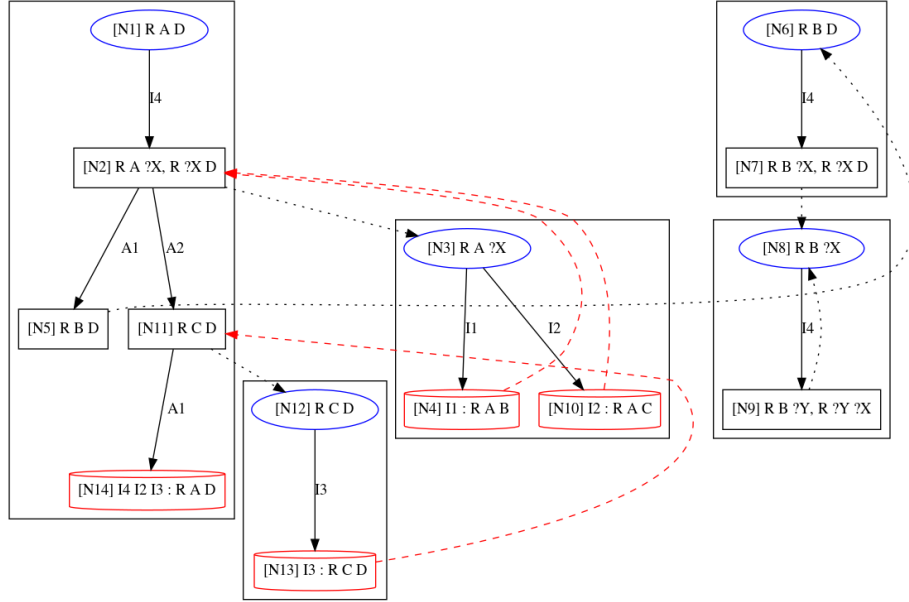 [N1] R A D
[N6] R B D
I4
I4
[N2] R A ?X, R ?X D
[N7] R B ?X, R ?X D
A1
A2
[N3] R A ?X
[N8] R B ?X
[N5] R B D
[N11] R C D
I1
I2
I4
[N12] R C D
[N4] I1 : R A B
[N10] I2 : R A C
[N9] R B ?Y, R ?Y ?X
A1
[N14] I4 I2 I3 : R A D
I3
[N13] I3 : R C D